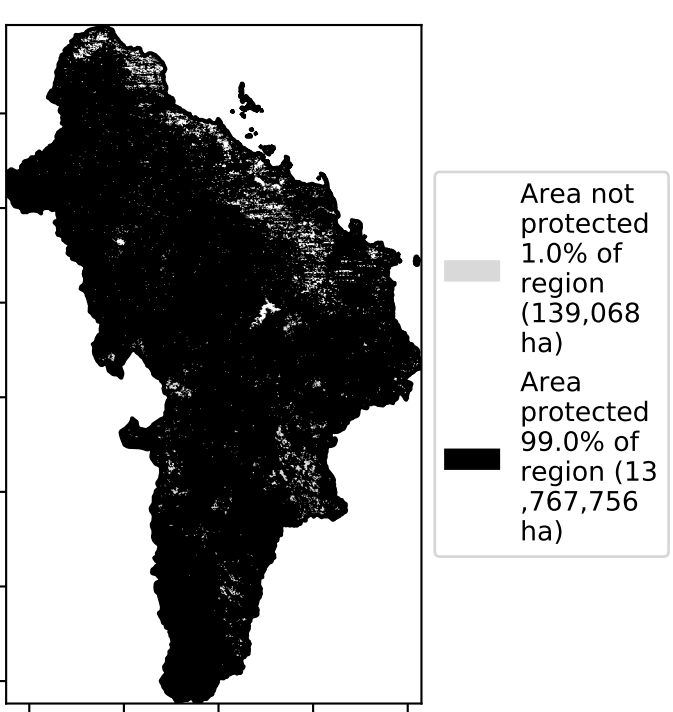 Area not
protected
1.0% of
region
(139,068
ha)
Area
protected
99.0% of
region (13
,767,756
ha)